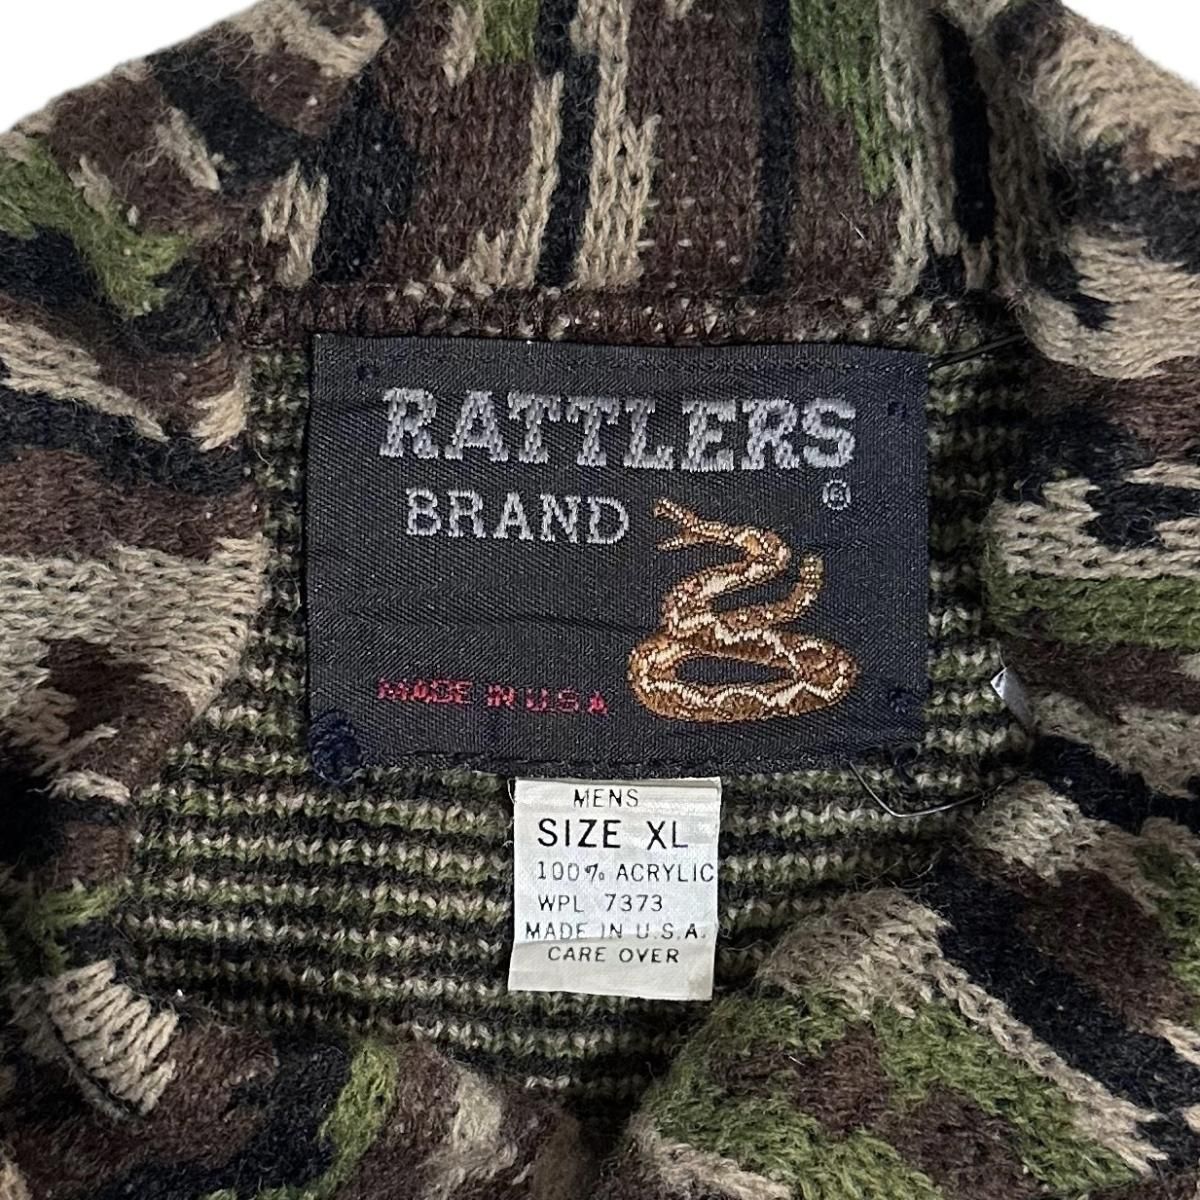 RATTLERS
®
BRAND
MADE IN U.S.A
MENS
SIZE XL
100% ACRYLIC
WPL 7373
MADE IN U.S.A.
CARE OVER